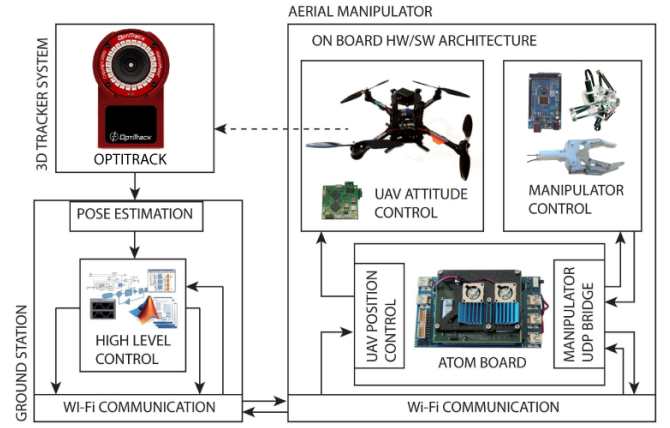 AERIAL MANIPULATOR
3D TRACKER SYSTEM
OptiTrack
OPTITRACK
ON BOARD HW/SW ARCHITECTURE
UAV ATTITUDE
CONTROL
MANIPULATOR
CONTROL
GROUND STATION
POSE ESTIMATION
HIGH LEVEL
CONTROL
WI-Fi COMMUNICATION
UAV POSITION
CONTROL
ATOM BOARD
MANIPULATOR
UDP BRIDGE
Wi-Fi COMMUNICATION